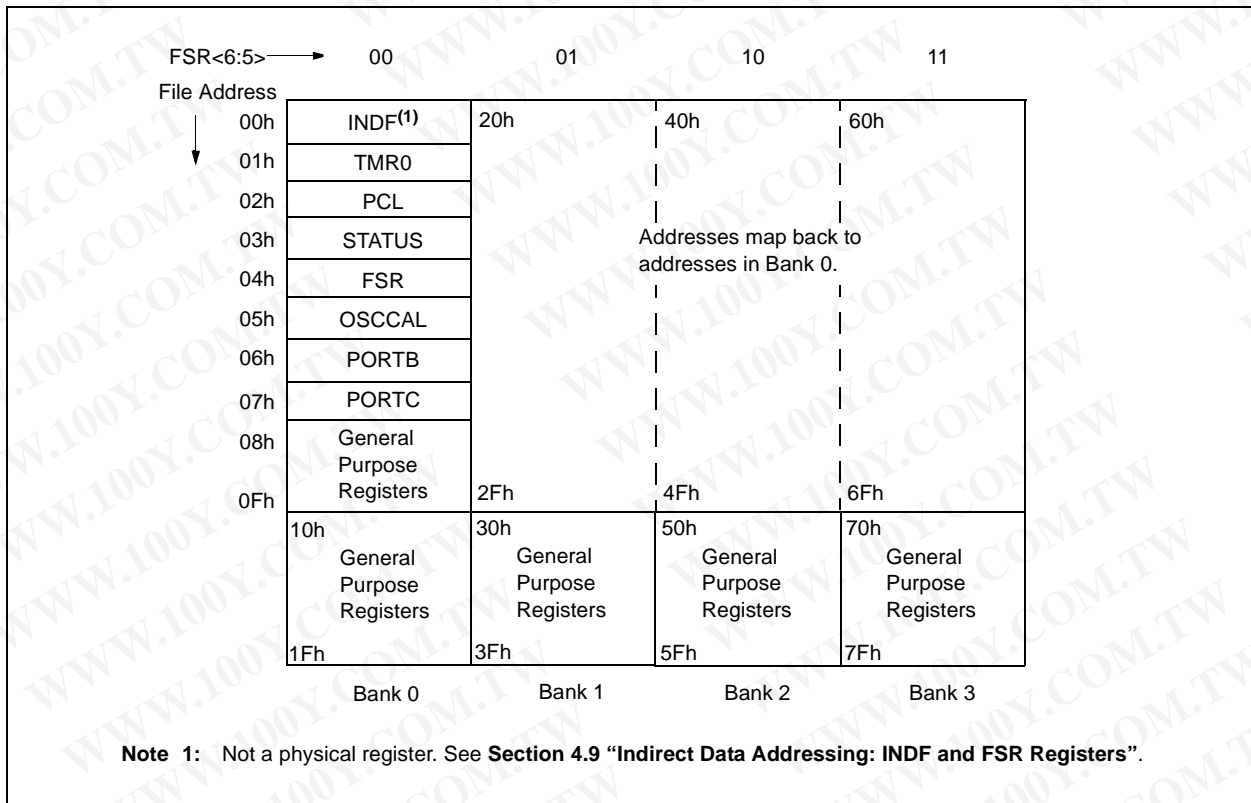 FSR<6:5> 00 01 10 11
File Address
00h INDF(1) 20h 40h 60h
01h TMR0
02h PCL
03h STATUS
Addresses map back to
addresses in Bank 0.
04h FSR
05h OSCCAL
06h PORTB
07h PORTC
08h General
Purpose
Registers
0Fh 2Fh 4Fh 6Fh
10h 30h 50h 70h
General General General General
Purpose Purpose Purpose Purpose
Registers Registers Registers Registers
1Fh 3Fh 5Fh 7Fh
Bank 0 Bank 1 Bank 2 Bank 3
Note 1: Not a physical register. See Section 4.9 “Indirect Data Addressing: INDF and FSR Registers”.
WWW.100Y.COM.TW